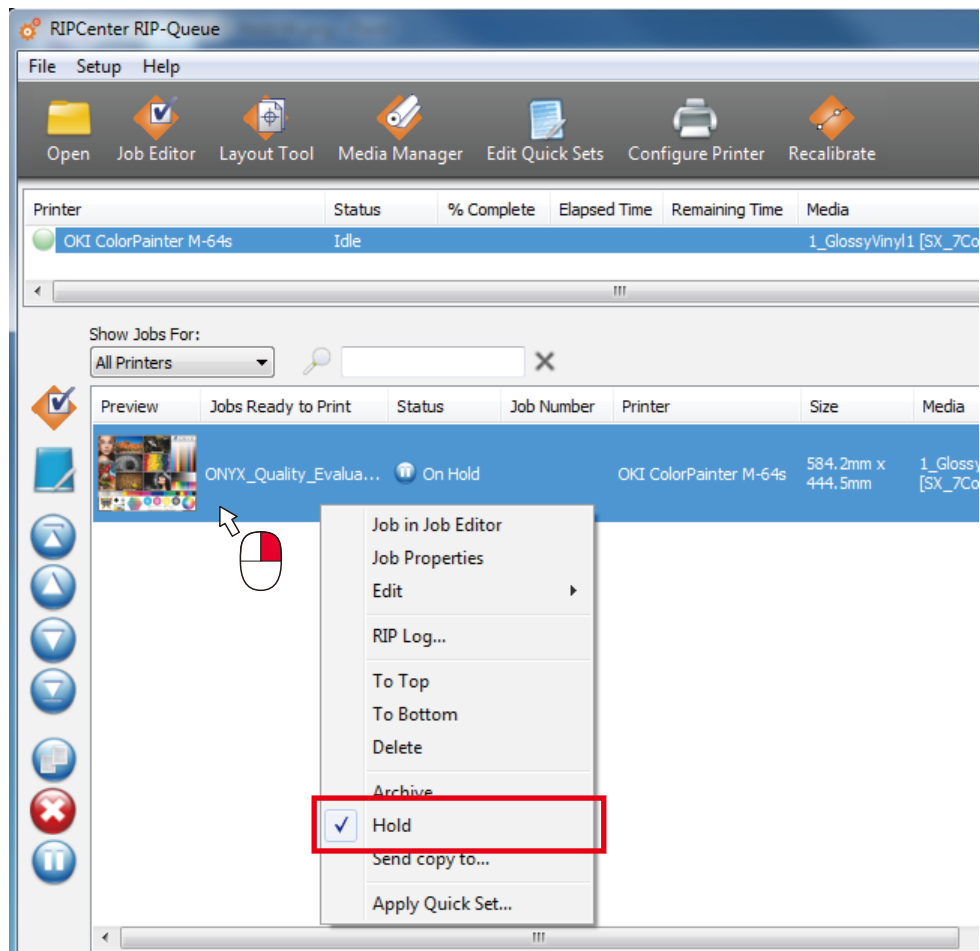 RIPCenter RIP-Queue
File Setup Help
Open Job Editor Layout Tool Media Manager Edit Quick Sets Configure Printer Recalibrate
Printer Status % Complete Elapsed Time Remaining Time Media
OKI ColorPainter M-64s Idle 1_GlossyVinyl1 [SX_7Co
Show Jobs For:
All Printers
Preview Jobs Ready to Print Status Job Number Printer Size Media
ONYX_Quality_Evalua... On Hold OKI ColorPainter M-64s 584.2mm x 1_Glossy
444.5mm [SX_7Co
Job in Job Editor
Job Properties
Edit
RIP Log...
To Top
To Bottom
Delete
Archive
Hold
Send copy to...
Apply Quick Set...